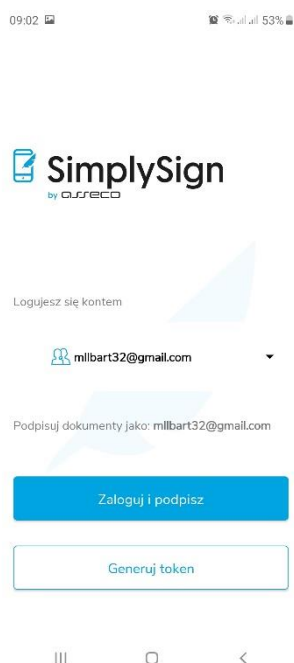 09:02 53%
SimplySign
by asseco
Logujesz się kontem
mllbart32@gmail.com
Podpisuj dokumenty jako: mllbart32@gmail.com
Zaloguj i podpisz
Generuj token